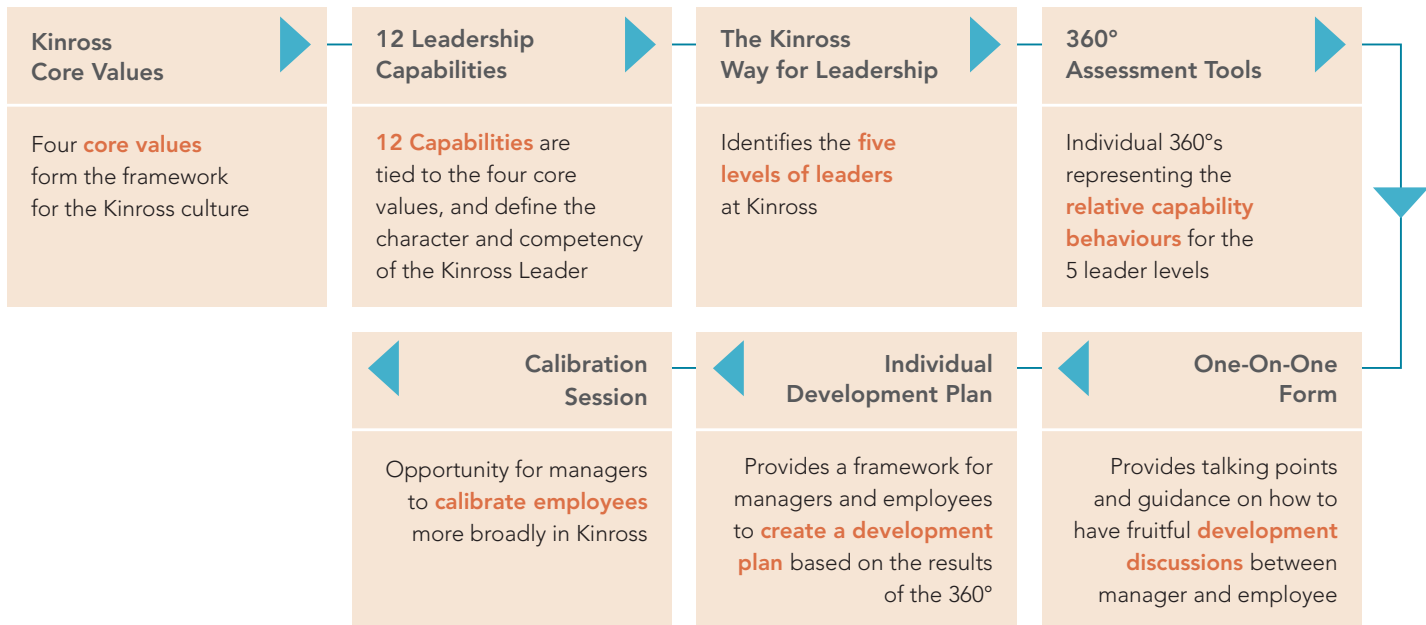 Kinross
Core Values
Four core values
form the framework
for the Kinross culture
12 Leadership
Capabilities
12 Capabilities are
tied to the four core
values, and define the
character and competency
of the Kinross Leader
The Kinross
Way for Leadership
Identifies the five
levels of leaders
at Kinross
360°
Assessment Tools
Individual 360°s
representing the
relative capability
behaviours for the
5 leader levels
One-On-One
Form
Provides talking points
and guidance on how to
have fruitful development
discussions between
manager and employee
Individual
Development Plan
Provides a framework for
managers and employees
to create a development
plan based on the results
of the 360°
Calibration
Session
Opportunity for managers
to calibrate employees
more broadly in Kinross